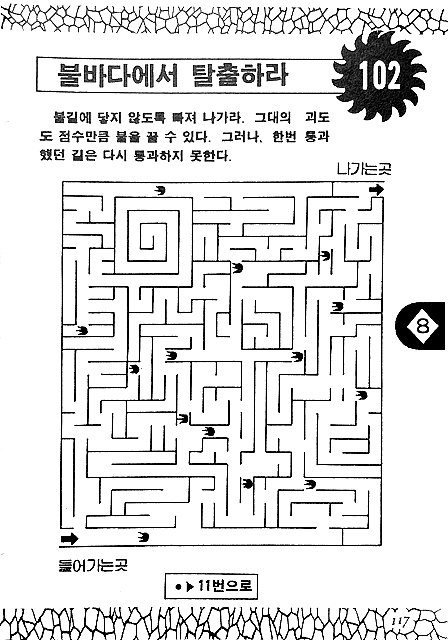 불바다에서 탈출하라
102
불길에 닿지 않도록 빠져 나가라. 그대의 괴도
도 점수만큼 불을 끌 수 있다. 그러나, 한번 통과
했던 길은 다시 통과하지 못한다.
나가는곳
8
들어가는곳
●▶11번으로
117